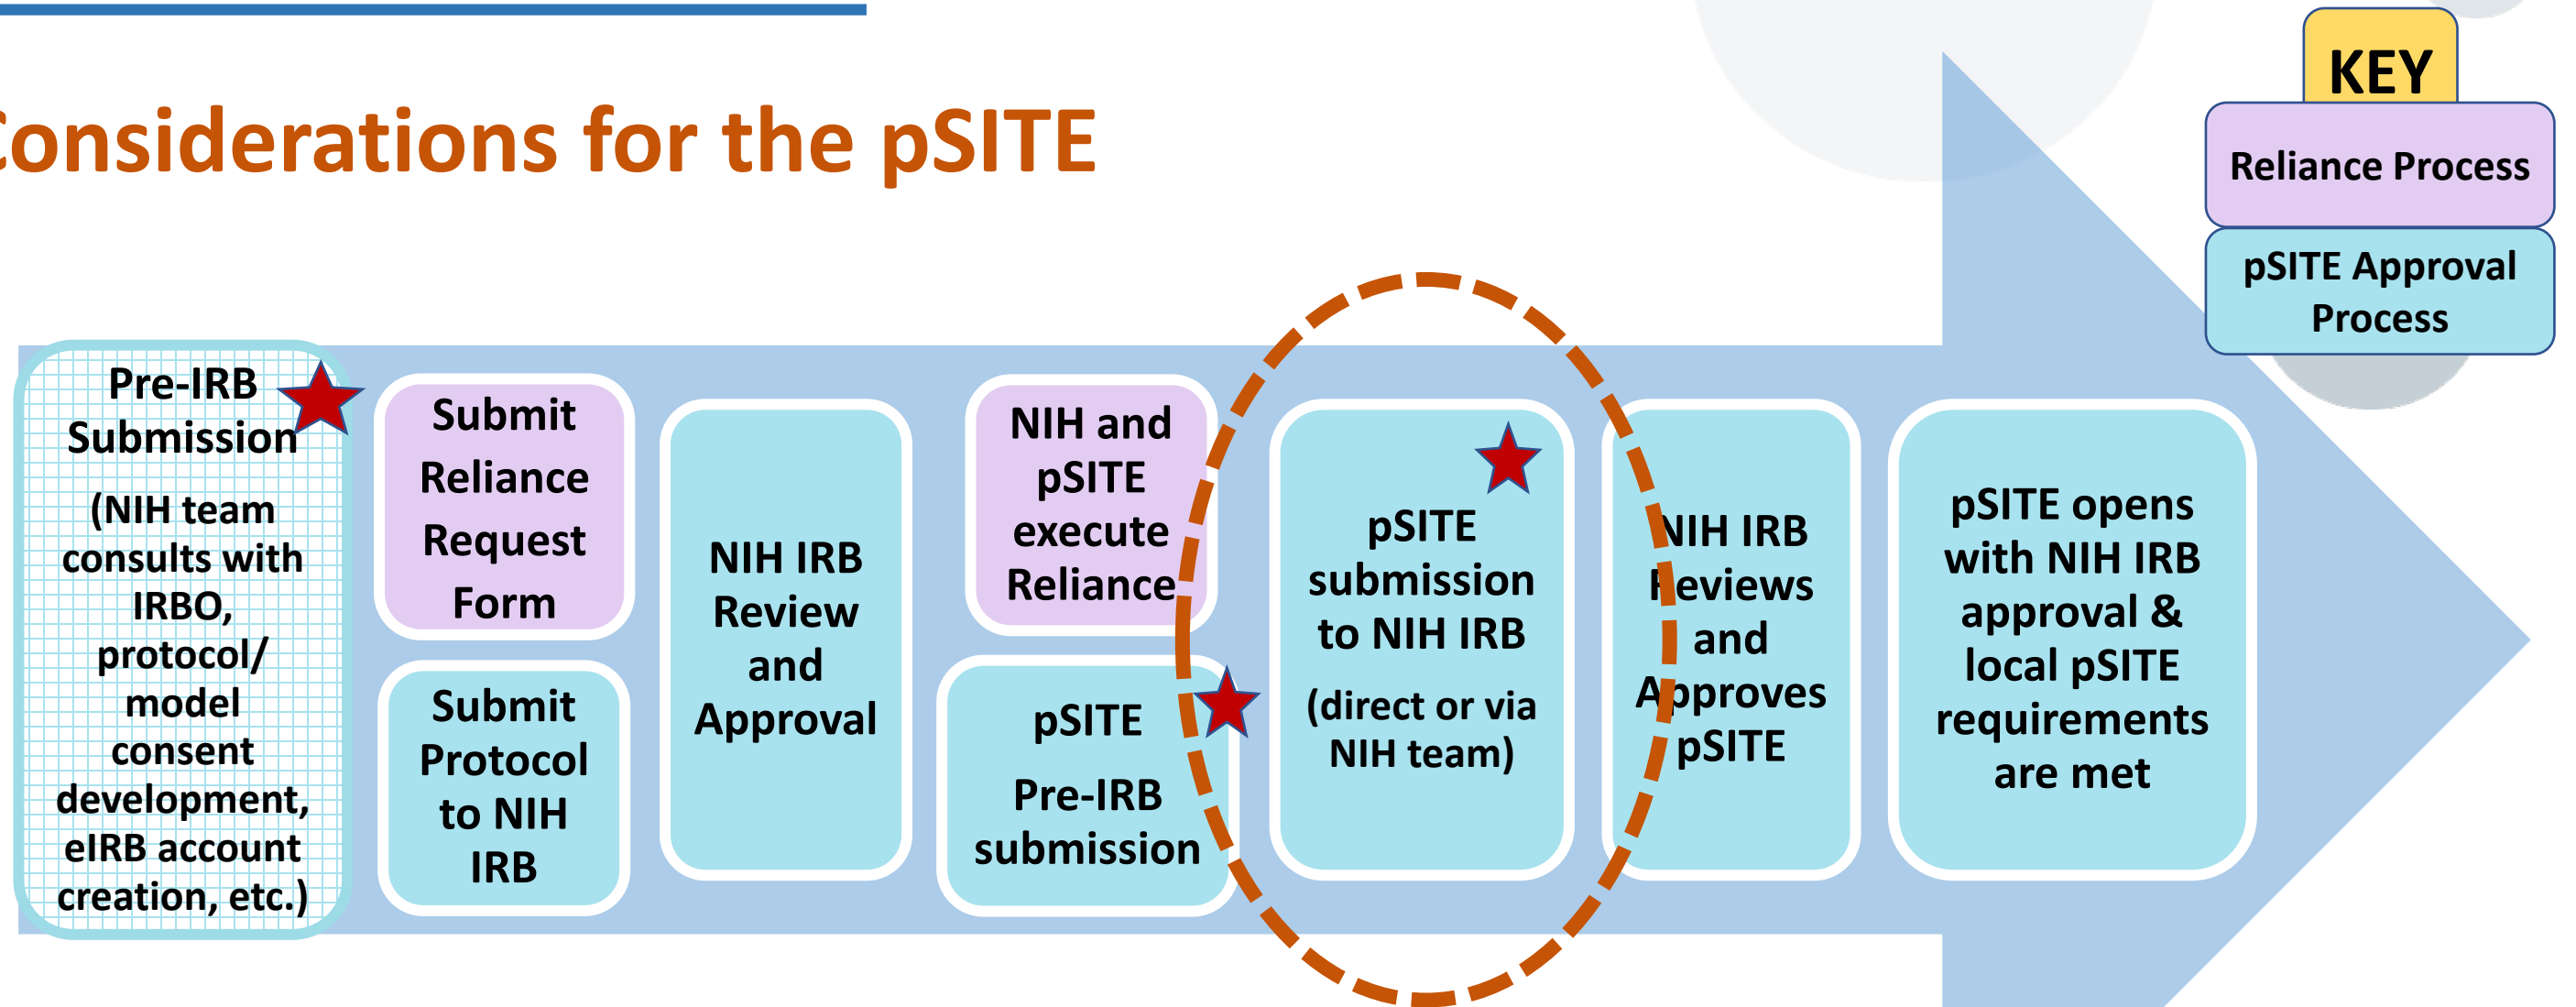 Considerations for the pSITE
KEY
Reliance Process
pSITE Approval
Process
Pre-IRB
Submission
(NIH team
consults with
IRBO,
protocol/
model
consent
development,
eIRB account
creation, etc.)
Submit
Reliance
Request
Form
Submit
Protocol
to NIH
IRB
NIH IRB
Review
and
Approval
NIH and
pSITE
execute
Reliance
pSITE
Pre-IRB
submission
pSITE
submission
to NIH IRB
(direct or via
NIH team)
NIH IRB
Reviews
and
Approves
pSITE
pSITE opens
with NIH IRB
approval &
local pSITE
requirements
are met